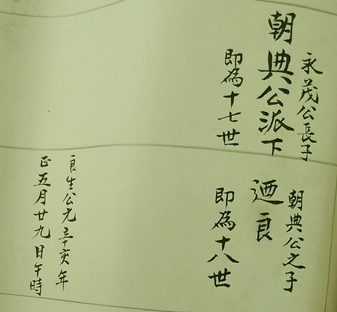 永茂公長子
朝典公派下
即為十七世
朝典公之子
迺良
即為十八世
良生公元辛亥年
正五月廿九日午時